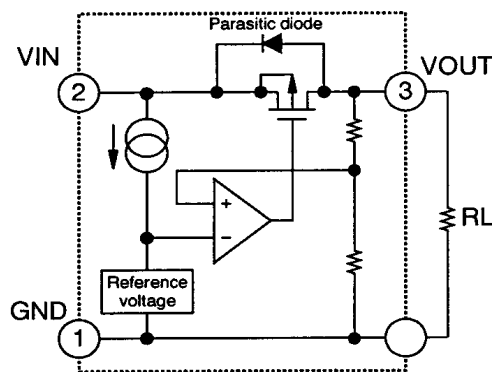 Parasitic diode
VIN
VOUT
2
3
+
−
RL
Reference
voltage
GND
1